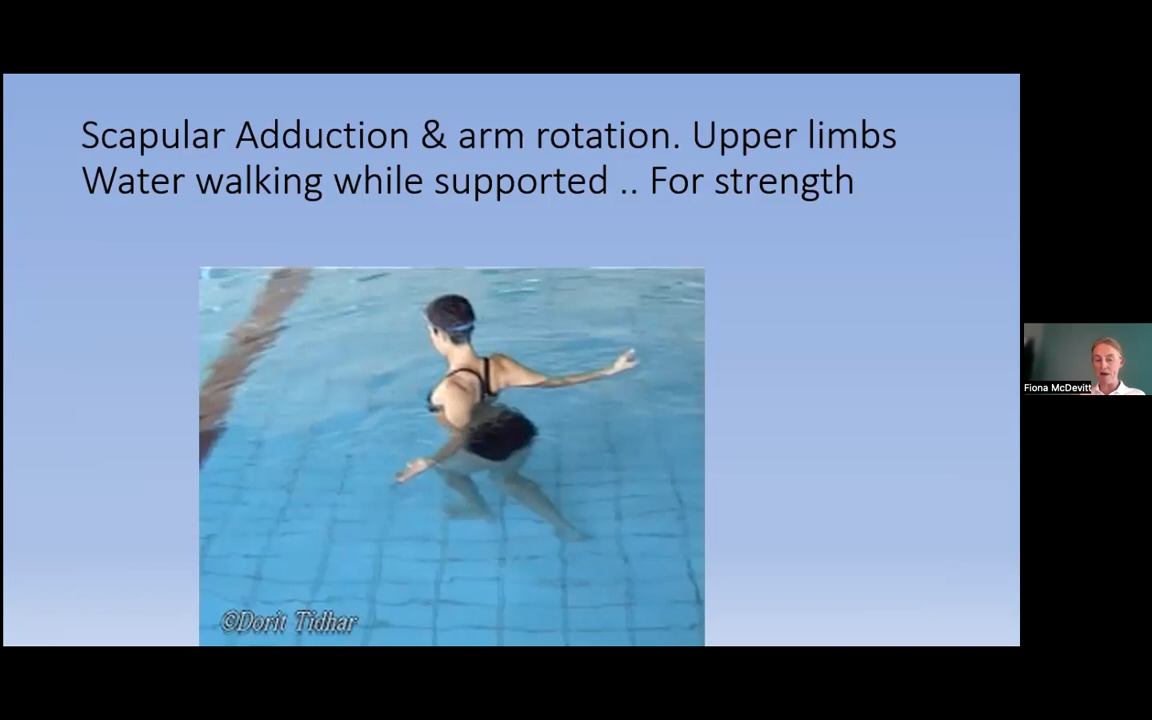 Scapular Adduction & arm rotation. Upper limbs
Water walking while supported .. For strength
Fiona McDevitt
©Dorit Tidhar